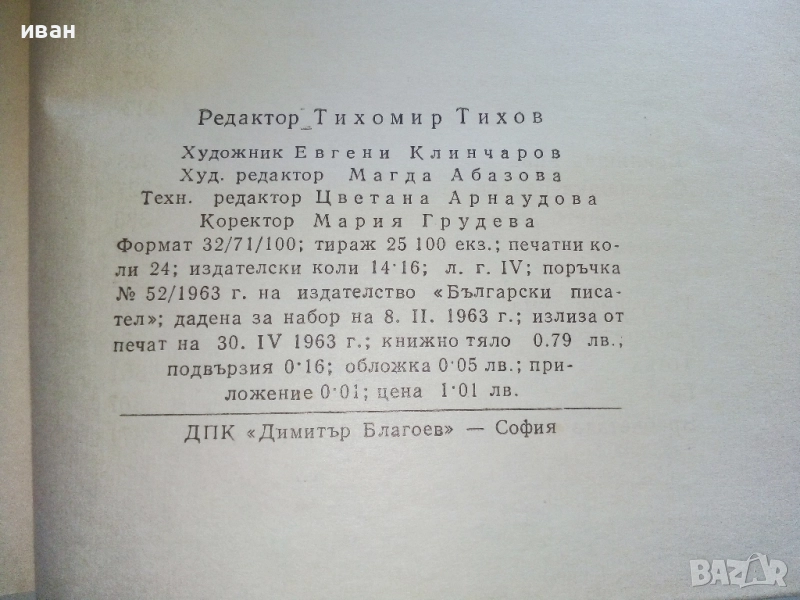 иван
Редактор Тихомир Тихов
Художник Евгени Клинчаров
Худ. редактор Магда Абазова
Техн. редактор Цветана Арнаудова
Коректор Мария Грудева
Формат 32/71/100; тираж 25 100 екз.; печатни ко-
ли 24; издателски коли 14·16; л. г. IV; поръчка
№ 52/1963 г. на издателство «Български писа-
тел»; дадена за набор на 8. II. 1963 г.; излиза от
печат на 30. IV 1963 г.; книжно тяло 0.79 лв.;
подвързия 0·16; обложка 0·05 лв.; при-
ложение 0·01; цена 1·01 лв.
ДПК «Димитър Благоев» — София
BAZAR